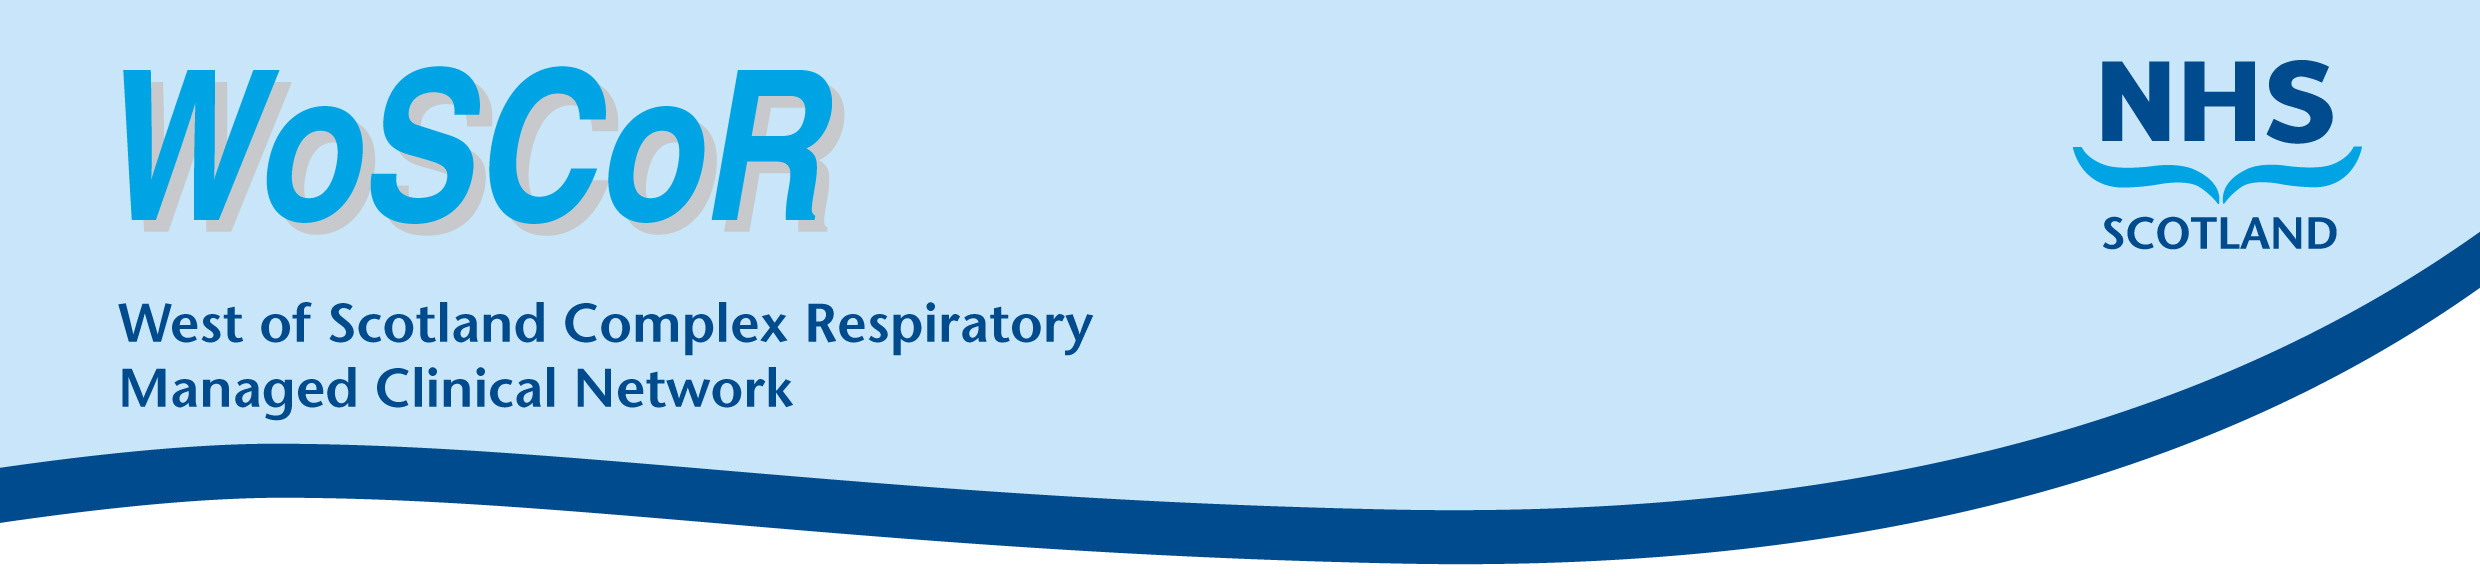 WoSCoR
NHS
SCOTLAND
West of Scotland Complex Respiratory
Managed Clinical Network